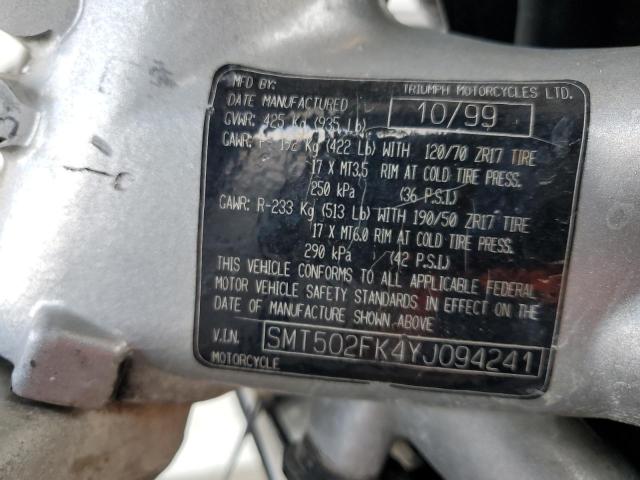 MFD BY: TRIUMPH MOTORCYCLES LTD.
DATE MANUFACTURED 10/99
GVWR: 425 Kg (935 Lb)
GAWR: F-192 Kg (422 Lb) WITH 120/70 ZR17 TIRE
17 X MT3.5 RIM AT COLD TIRE PRESS.
250 kPa (36 P.S.I.)
GAWR: R-233 Kg (513 Lb) WITH 190/50 ZR17 TIRE
17 X MT6.0 RIM AT COLD TIRE PRESS.
290 kPa (42 P.S.I.)
THIS VEHICLE CONFORMS TO ALL APPLICABLE FEDERAL
MOTOR VEHICLE SAFETY STANDARDS IN EFFECT ON THE
DATE OF MANUFACTURE SHOWN ABOVE
V.I.N. SMT502FK4YJ094241
MOTORCYCLE